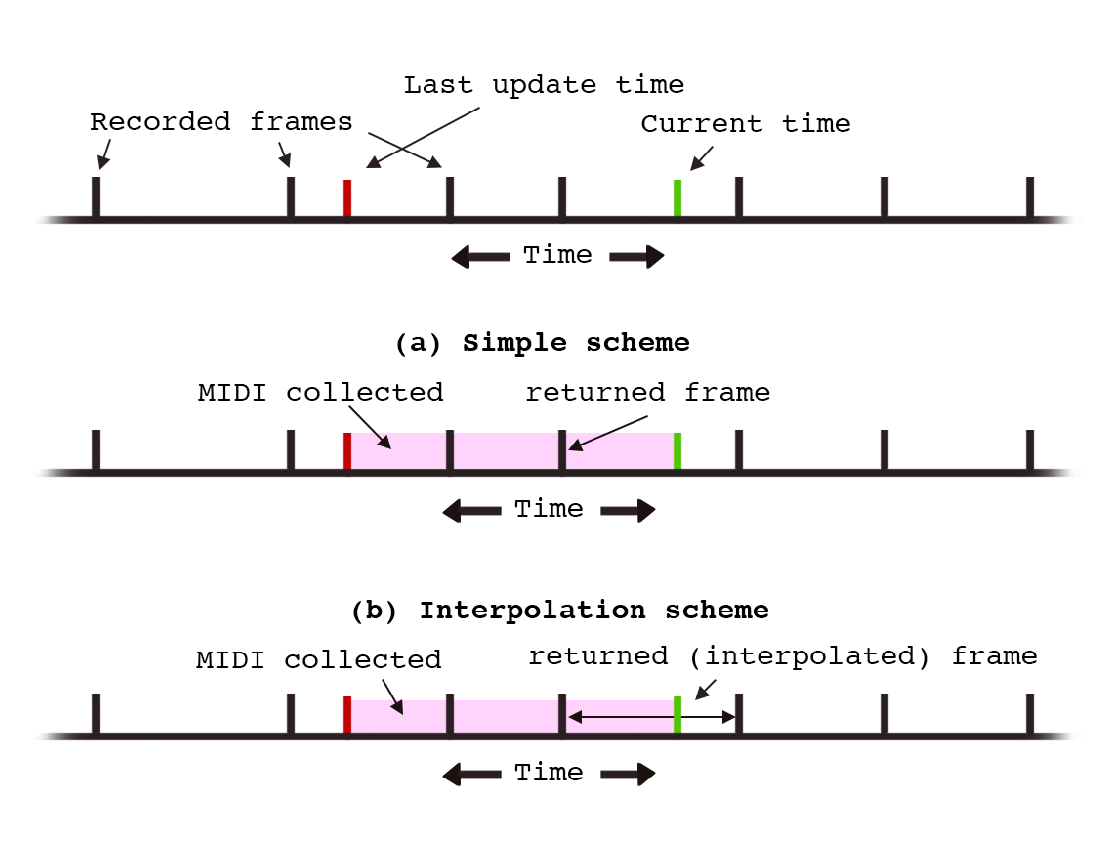 Last update time
Recorded frames
Current time
Time
(a) Simple scheme
MIDI collected
returned frame
Time
(b) Interpolation scheme
MIDI collected
returned (interpolated) frame
Time